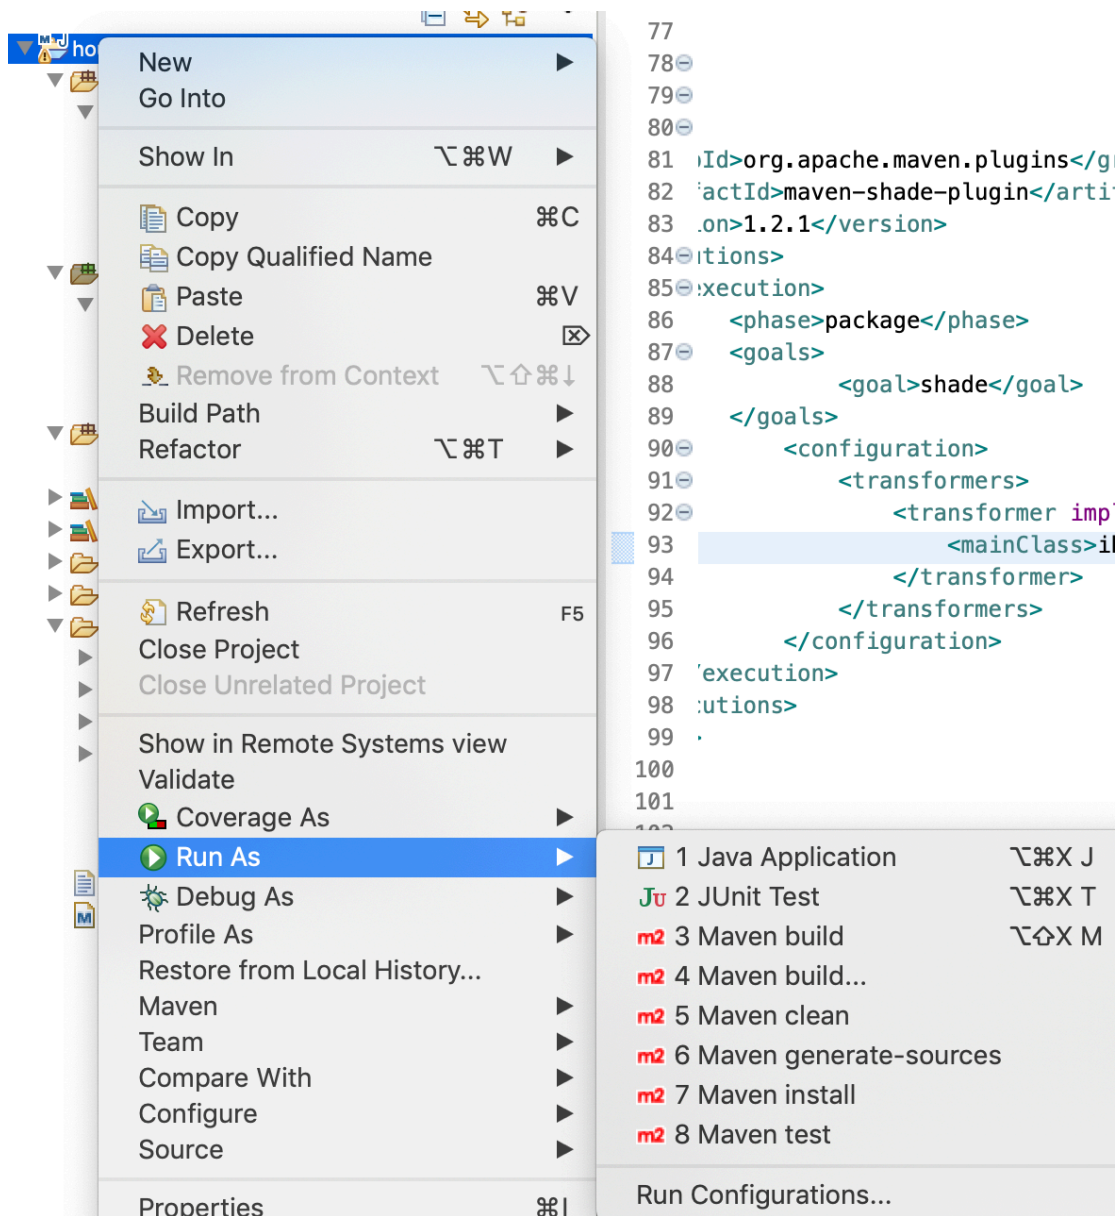 ho
New
Go Into
Show In ⌥⌘W
Copy ⌘C
Copy Qualified Name
Paste ⌘V
Delete ⌦
Remove from Context ⌥⇧⌘↓
Build Path
Refactor ⌥⌘T
Import...
Export...
Refresh F5
Close Project
Close Unrelated Project
Show in Remote Systems view
Validate
Coverage As
Run As
Debug As
Profile As
Restore from Local History...
Maven
Team
Compare With
Configure
Source
Properties ⌘I
1 Java Application ⌥⌘X J
2 JUnit Test ⌥⌘X T
m2 3 Maven build ⌥⇧X M
m2 4 Maven build...
m2 5 Maven clean
m2 6 Maven generate-sources
m2 7 Maven install
m2 8 Maven test
Run Configurations...
77
78
79
80
81 Id>org.apache.maven.plugins</g
82 actId>maven-shade-plugin</arti
83 on>1.2.1</version>
84 tions>
85 execution>
86 <phase>package</phase>
87 <goals>
88 <goal>shade</goal>
89 </goals>
90 <configuration>
91 <transformers>
92 <transformer imp
93 <mainClass>i
94 </transformer>
95 </transformers>
96 </configuration>
97 execution>
98 utions>
99 >
100
101